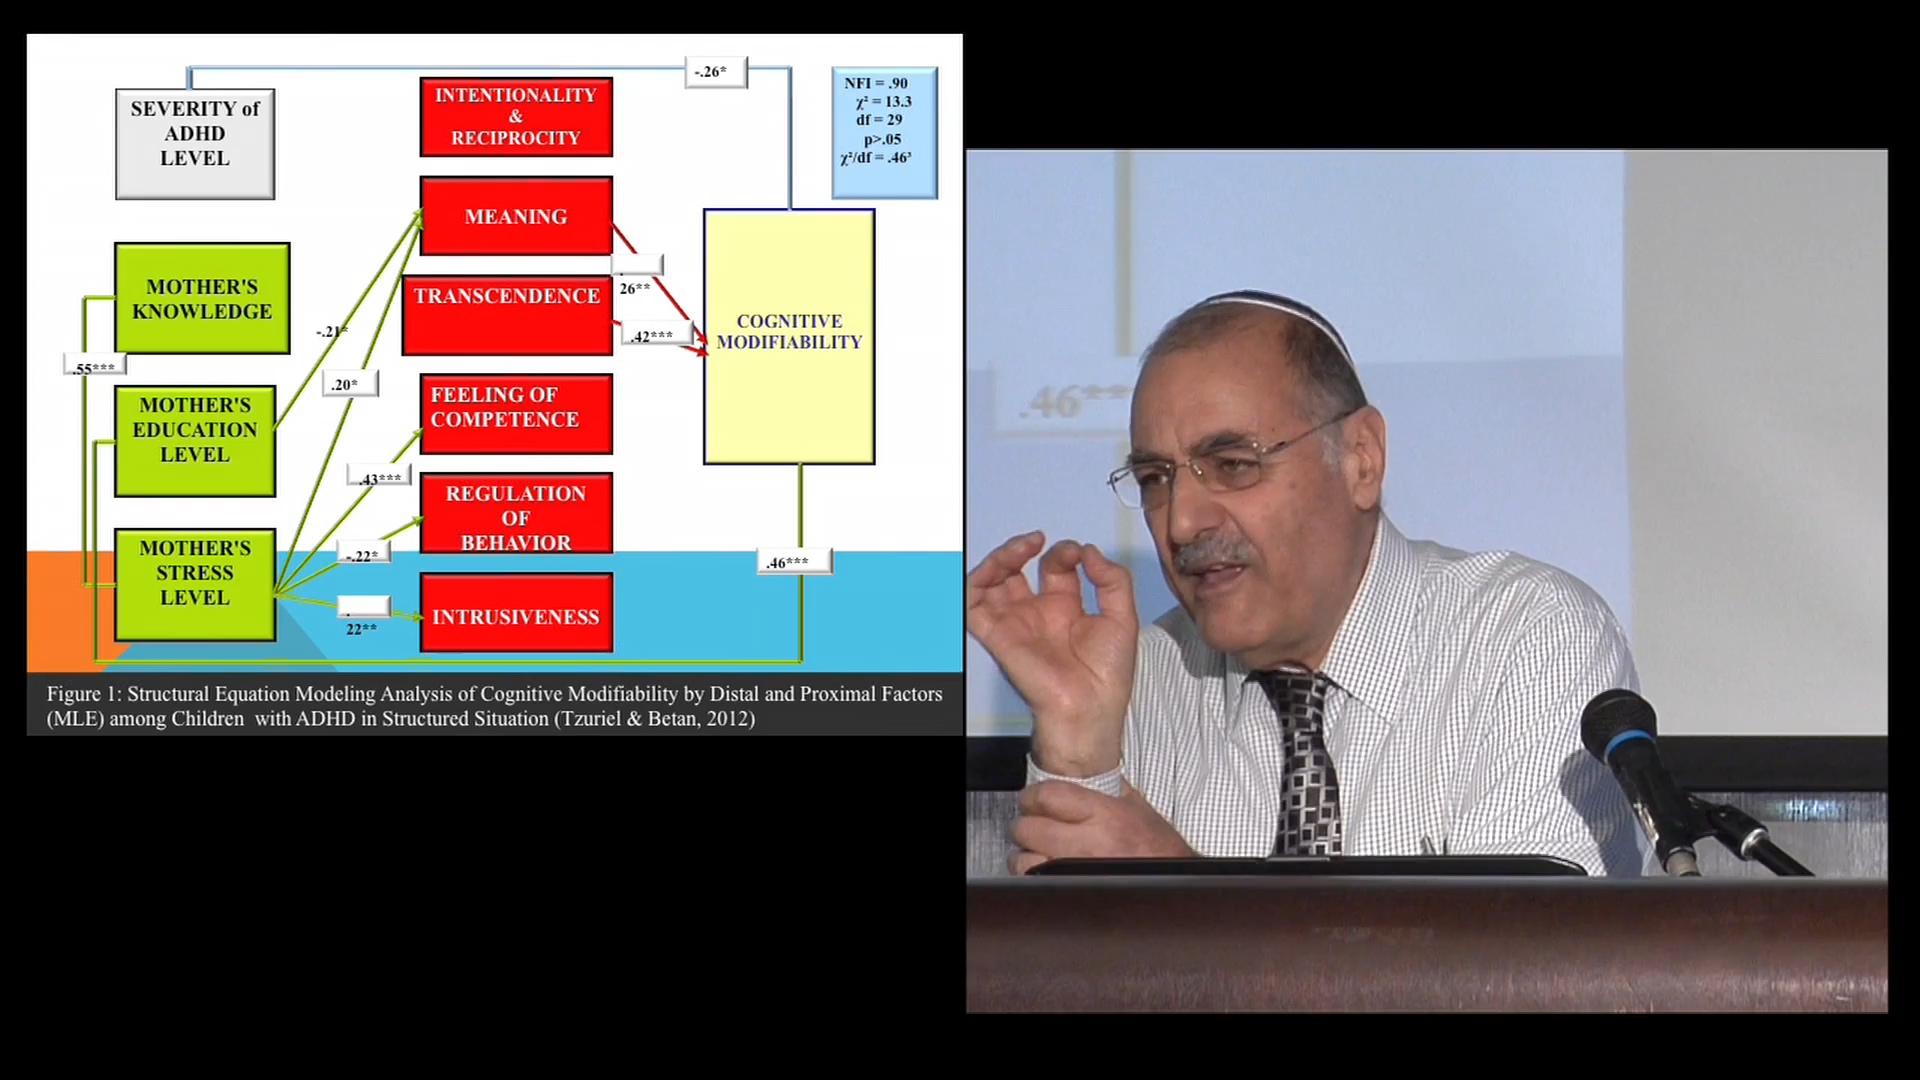 SEVERITY of
ADHD
LEVEL
INTENTIONALITY
&
RECIPROCITY
-.26*
NFI = .90
χ² = 13.3
df = 29
p>.05
χ²/df = .46³
MEANING
MOTHER'S
KNOWLEDGE
TRANSCENDENCE
26**
-.21*
.42***
COGNITIVE
MODIFIABILITY
.55***
.20*
MOTHER'S
EDUCATION
LEVEL
FEELING OF
COMPETENCE
.43***
REGULATION
OF
BEHAVIOR
-.22*
.46***
MOTHER'S
STRESS
LEVEL
22**
INTRUSIVENESS
Figure 1: Structural Equation Modeling Analysis of Cognitive Modifiability by Distal and Proximal Factors
(MLE) among Children with ADHD in Structured Situation (Tzuriel & Betan, 2012)
.46**